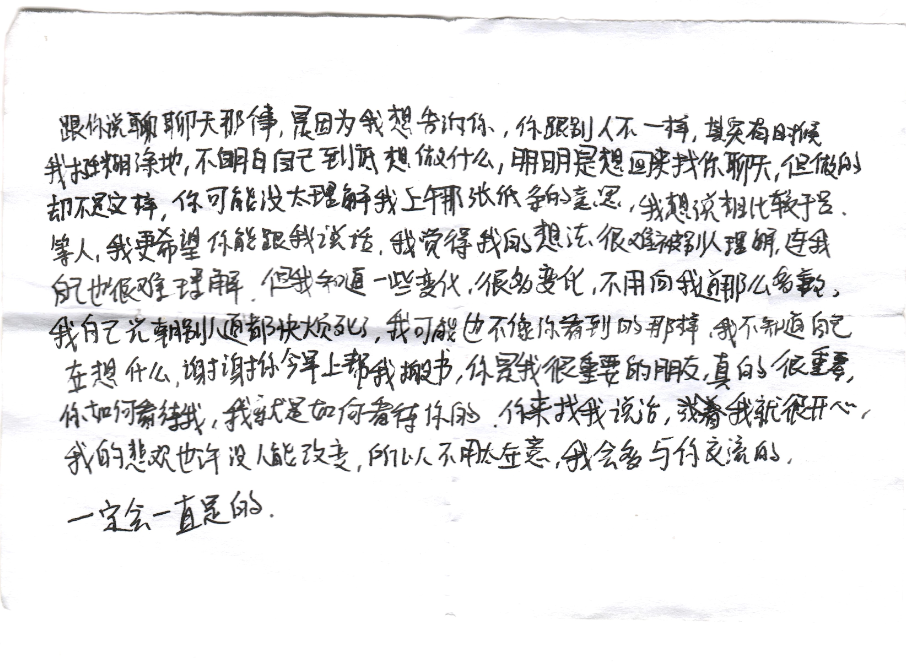 跟你说聊聊天那件事，是因为我想告诉你，你跟别人不一样，其实有时候
我挺糊涂地，不明白自己到底想做什么，明明是想回来找你聊天，但做的
却不是这样，你可能没太理解我上午那张纸条的意思，我想说相比较于吕.
等人，我更希望你能跟我说话，我觉得我的想法很难被别人理解，连我
自己也很难理解，但我知道一些变化，很多变化，不用向我道那么多歉，
我自己光朝别人道都快烦死了，我可能也不像你看到的那样，我不知道自己
在想什么，谢谢你今早上帮我搬书，你是我很重要的朋友，真的很重要，
你如何看待我，我就是如何看待你的，你来找我说话，我就很开心，
我的悲欢也许没人能改变，所以不用太在意，我会多与你交流的，
一定会一直是的.